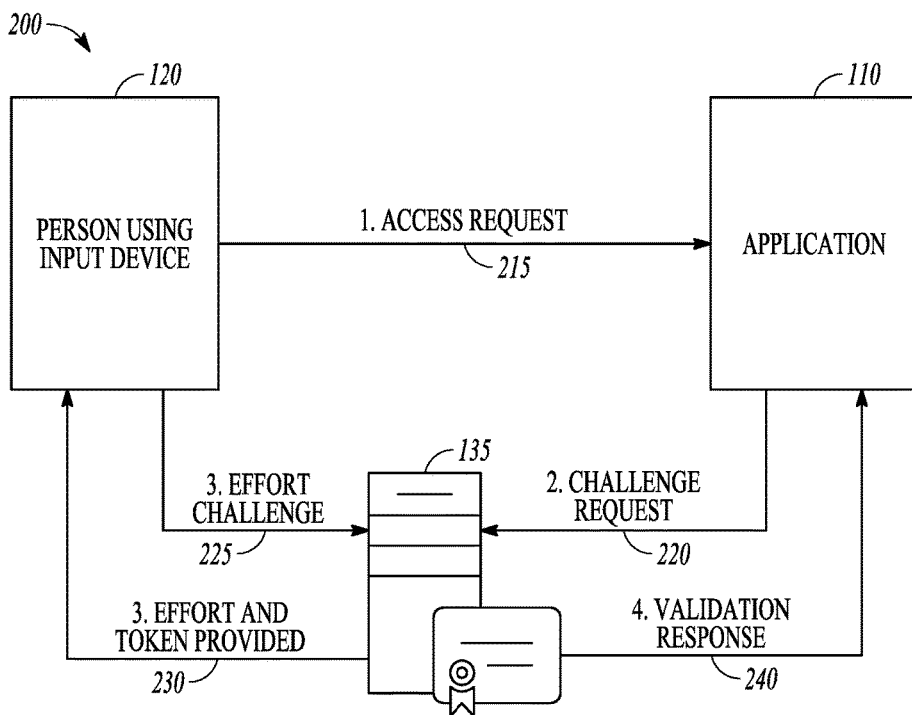 200
120
110
PERSON USING
INPUT DEVICE
1. ACCESS REQUEST
215
APPLICATION
135
3. EFFORT
CHALLENGE
225
2. CHALLENGE
REQUEST
220
3. EFFORT AND
TOKEN PROVIDED
230
4. VALIDATION
RESPONSE
240